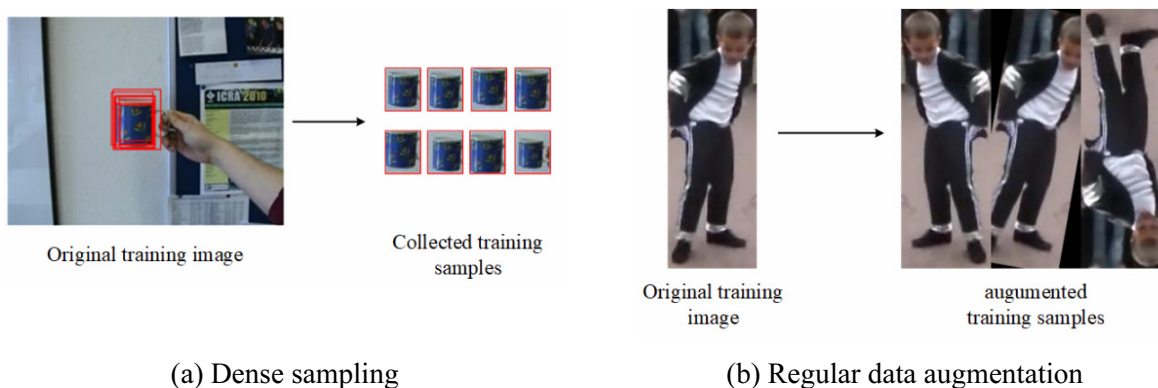 ICRA 2010
Original training image
Collected training
samples
Original training
image
augumented
training samples
(a) Dense sampling
(b) Regular data augmentation